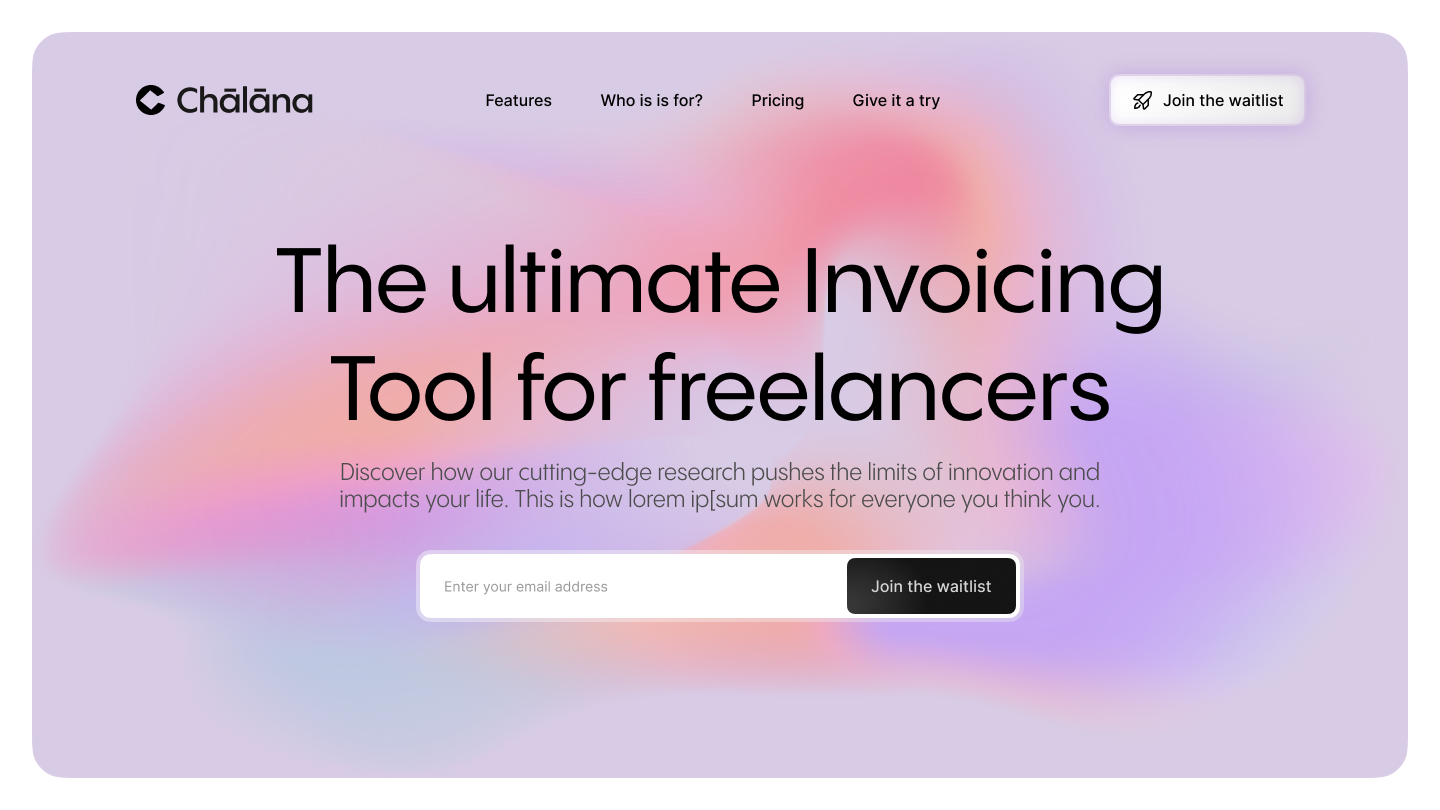 Chālāna
Features
Who is is for?
Pricing
Give it a try
Join the waitlist
The ultimate Invoicing
Tool for freelancers
Discover how our cutting-edge research pushes the limits of innovation and
impacts your life. This is how lorem ip[sum works for everyone you think you.
Enter your email address
Join the waitlist